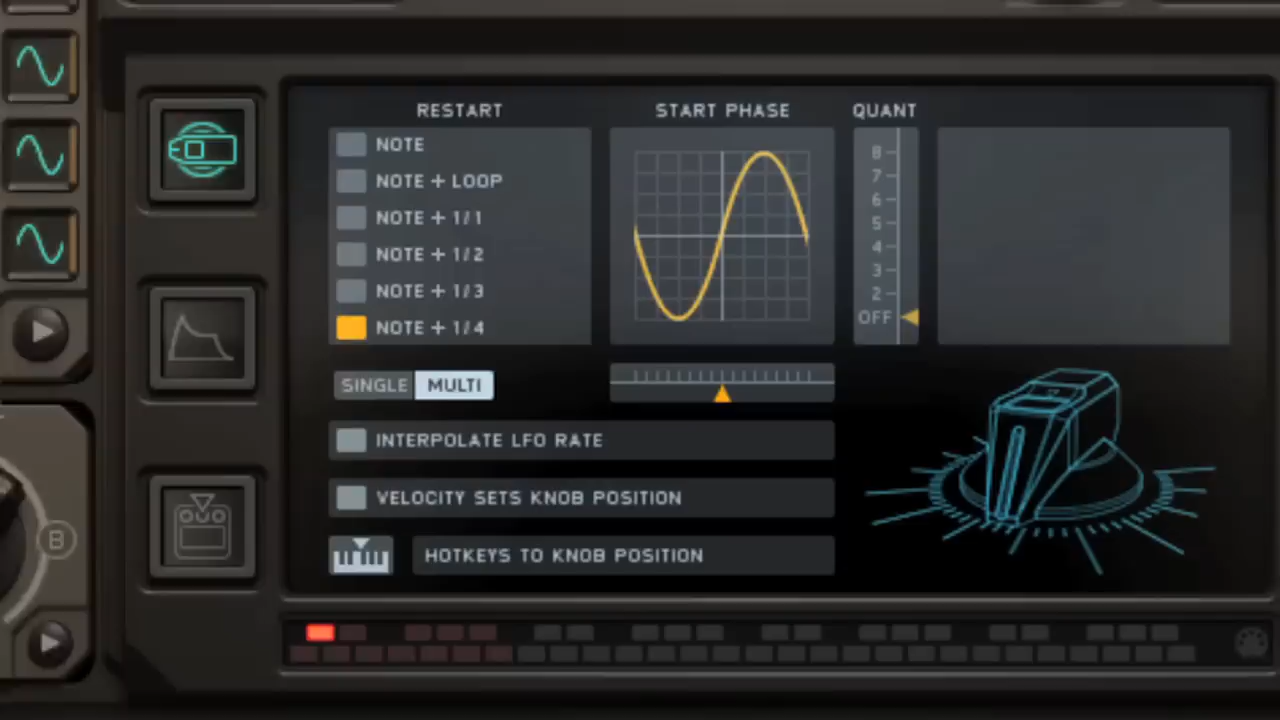 RESTART
NOTE
NOTE + LOOP
NOTE + 1/1
NOTE + 1/2
NOTE + 1/3
NOTE + 1/4
SINGLE MULTI
START PHASE
QUANT
8
7
6
5
4
3
2
OFF
INTERPOLATE LFO RATE
VELOCITY SETS KNOB POSITION
HOTKEYS TO KNOB POSITION
B